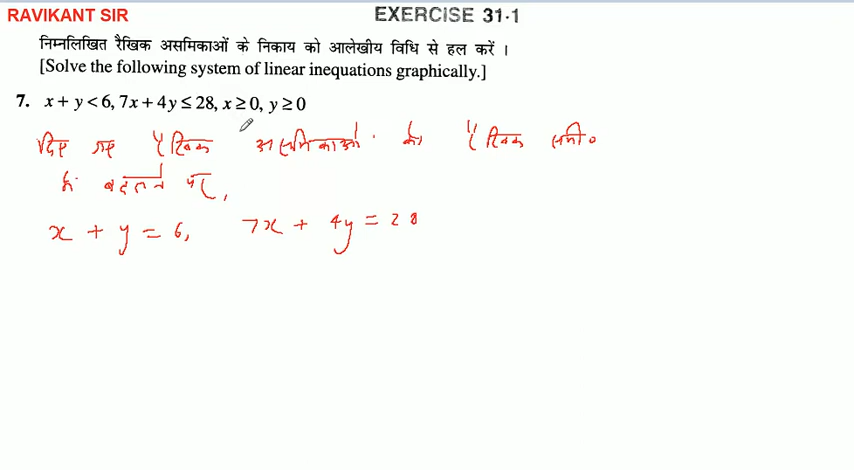 RAVIKANT SIR
EXERCISE 31.1
निम्नलिखित रैखिक असमिकाओं के निकाय को आलेखीय विधि से हल करें ।
[Solve the following system of linear inequations graphically.]
7. x + y < 6, 7x + 4y ≤ 28, x ≥ 0, y ≥ 0
दिए गए रैखिक असमिकाओं को रैखिक समी०
में बदलने पर,
x + y = 6, 7x + 4y = 28